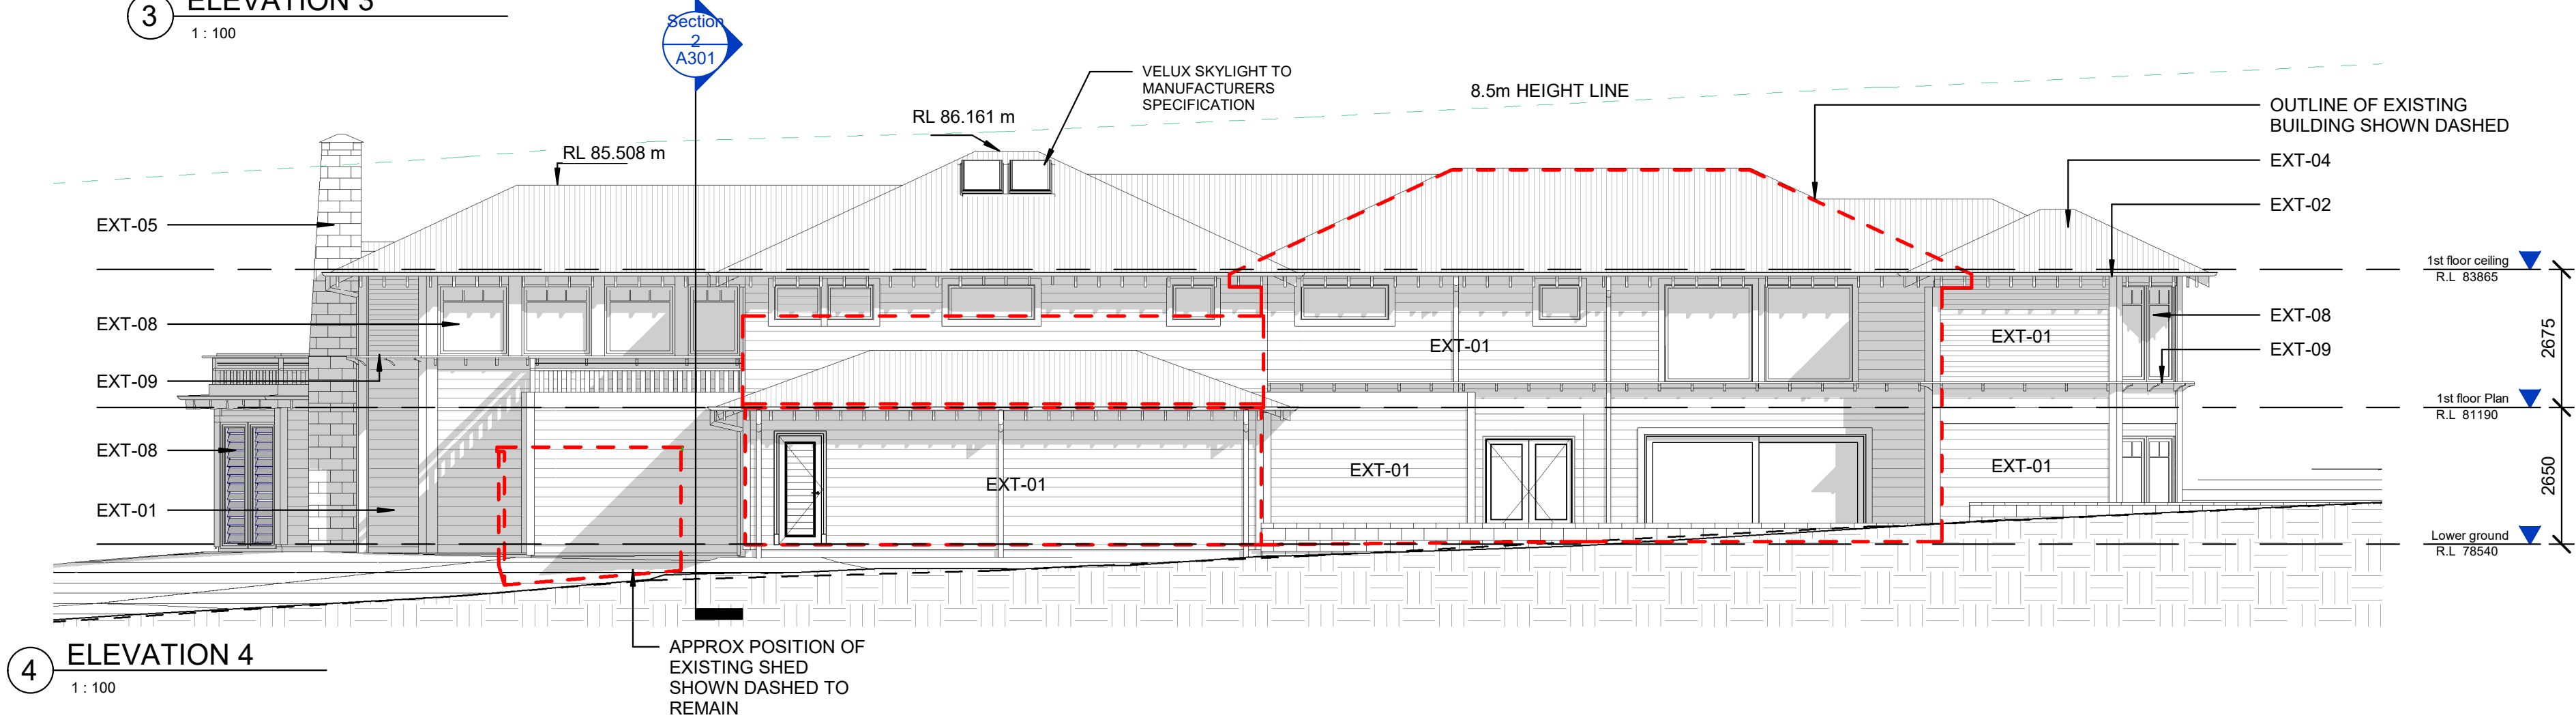 3 ELEVATION 3
1 : 100
Section
2
A301
VELUX SKYLIGHT TO
MANUFACTURERS
SPECIFICATION
8.5m HEIGHT LINE
OUTLINE OF EXISTING
BUILDING SHOWN DASHED
RL 86.161 m
RL 85.508 m
EXT-04
EXT-02
EXT-05
1st floor ceiling
R.L 83865
EXT-08
EXT-08
EXT-01
EXT-01
EXT-09
2675
EXT-09
1st floor Plan
R.L 81190
EXT-08
EXT-01
EXT-01
EXT-01
2650
EXT-01
Lower ground
R.L 78540
APPROX POSITION OF
EXISTING SHED
SHOWN DASHED TO
REMAIN
4 ELEVATION 4
1 : 100